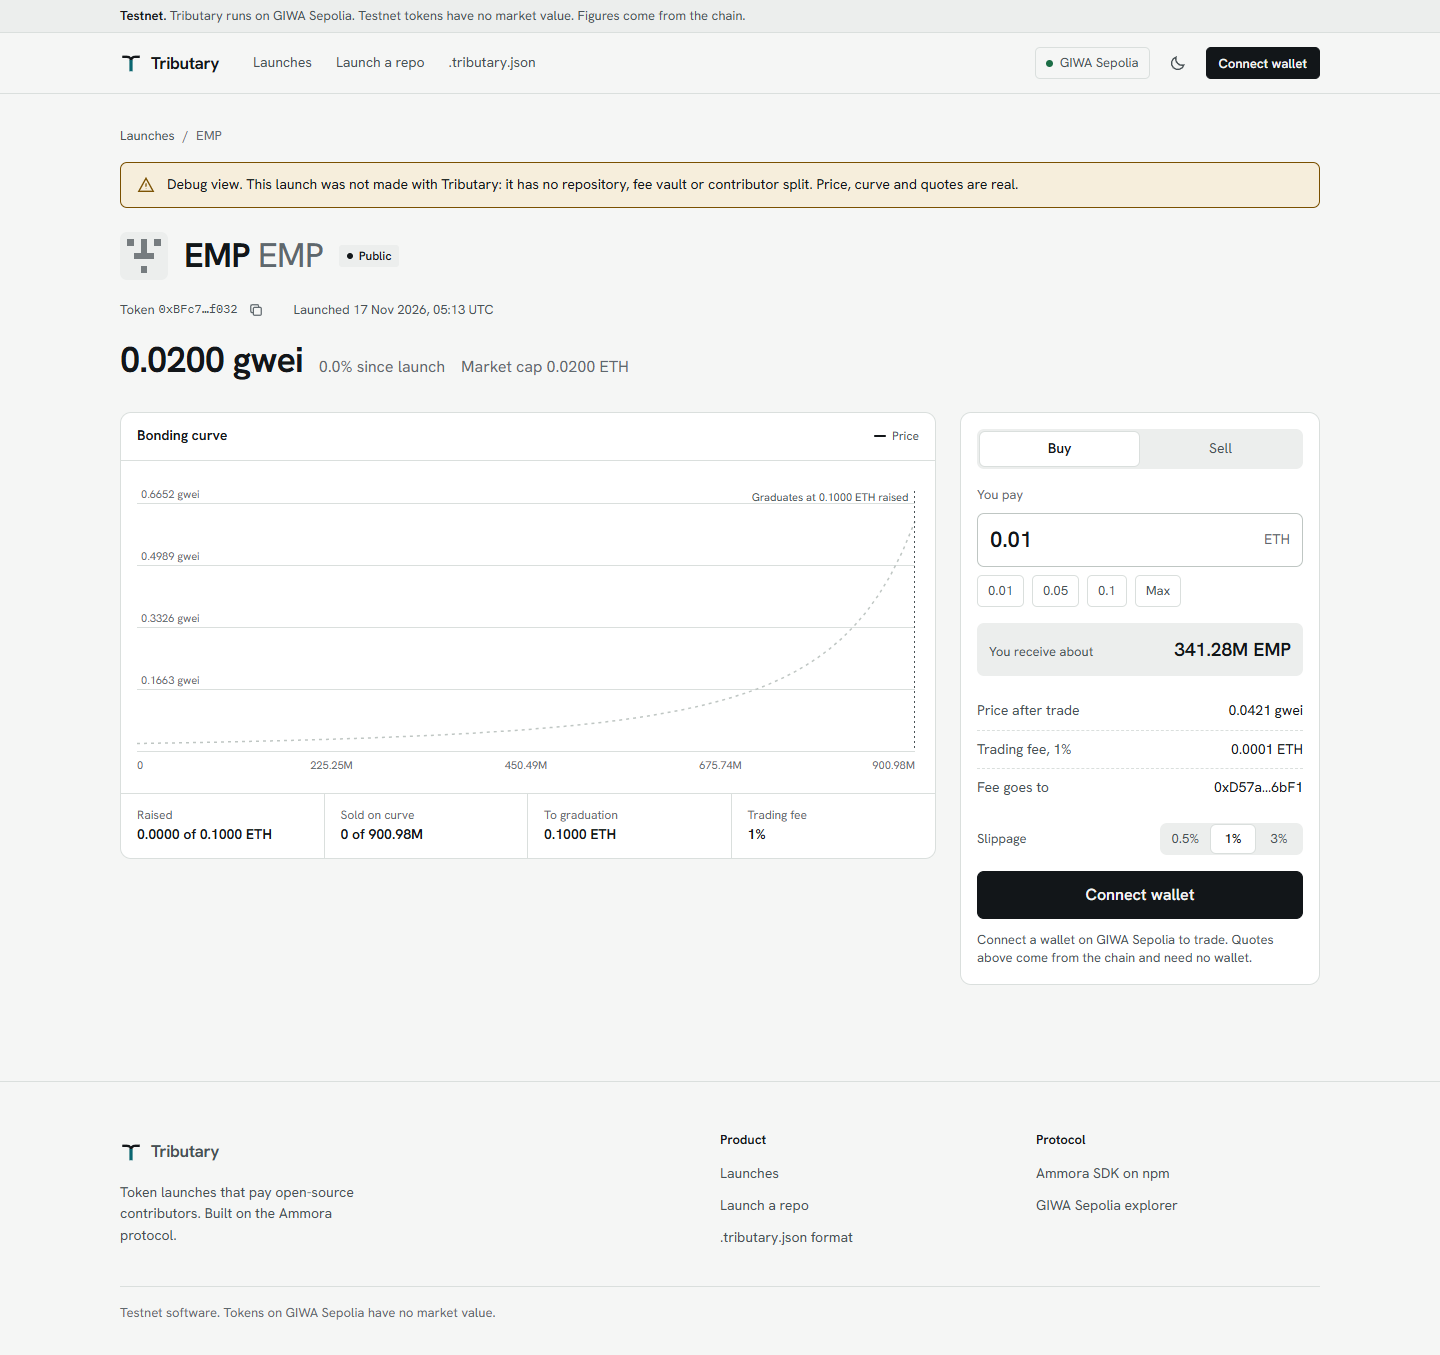 Testnet. Tributary runs on GIWA Sepolia. Testnet tokens have no market value. Figures come from the chain.
Tributary
Launches
Launch a repo
.tributary.json
GIWA Sepolia
Connect wallet
Launches / EMP
Debug view. This launch was not made with Tributary: it has no repository, fee vault or contributor split. Price, curve and quotes are real.
EMP EMP
Public
Token 0xBFc7…f032
Launched 17 Nov 2026, 05:13 UTC
0.0200 gwei
0.0% since launch
Market cap 0.0200 ETH
Bonding curve
Price
0.6652 gwei
Graduates at 0.1000 ETH raised
0.4989 gwei
0.3326 gwei
0.1663 gwei
0
225.25M
450.49M
675.74M
900.98M
Raised
0.0000 of 0.1000 ETH
Sold on curve
0 of 900.98M
To graduation
0.1000 ETH
Trading fee
1%
Buy
Sell
You pay
0.01
ETH
0.01
0.05
0.1
Max
You receive about
341.28M EMP
Price after trade
0.0421 gwei
Trading fee, 1%
0.0001 ETH
Fee goes to
0xD57a…6bF1
Slippage
0.5%
1%
3%
Connect wallet
Connect a wallet on GIWA Sepolia to trade. Quotes
above come from the chain and need no wallet.
Tributary
Token launches that pay open-source
contributors. Built on the Ammora
protocol.
Product
Launches
Launch a repo
.tributary.json format
Protocol
Ammora SDK on npm
GIWA Sepolia explorer
Testnet software. Tokens on GIWA Sepolia have no market value.